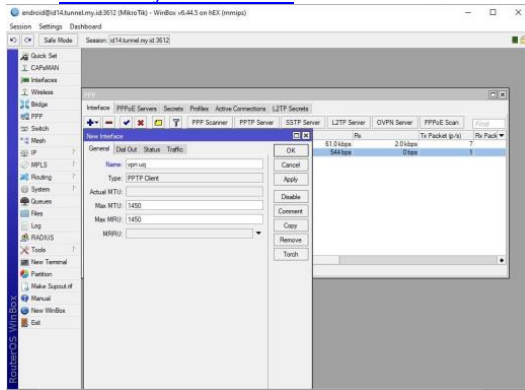 endroid@id14.tunnel.my.id:3612 (MikroTik) - WinBox v6.44.5 on hEX (mmips)
Session Settings Dashboard
Safe Mode Session: id14.tunnel.my.id:3612
Quick Set
CAPsMAN
Interfaces
Wireless
Bridge
PPP
Switch
Mesh
IP
MPLS
Routing
System
Queues
Files
Log
RADIUS
Tools
New Terminal
Partition
Make Supout.rif
Manual
New WinBox
Exit
RouterOS WinBox
PPP
Interface PPPoE Servers Secrets Profiles Active Connections L2TP Secrets
PPP Scanner PPTP Server SSTP Server L2TP Server OVPN Server PPPoE Scan Find
Rx Tx Packet (p/s) Rx Pack
61.0 kbps 2.0 kbps 7
544 bps 0 bps 1
New Interface
General Dial Out Status Traffic
Name: vpn uq
Type: PPTP Client
Actual MTU:
Max MTU: 1450
Max MRU: 1450
MRRU:
OK
Cancel
Apply
Disable
Comment
Copy
Remove
Torch